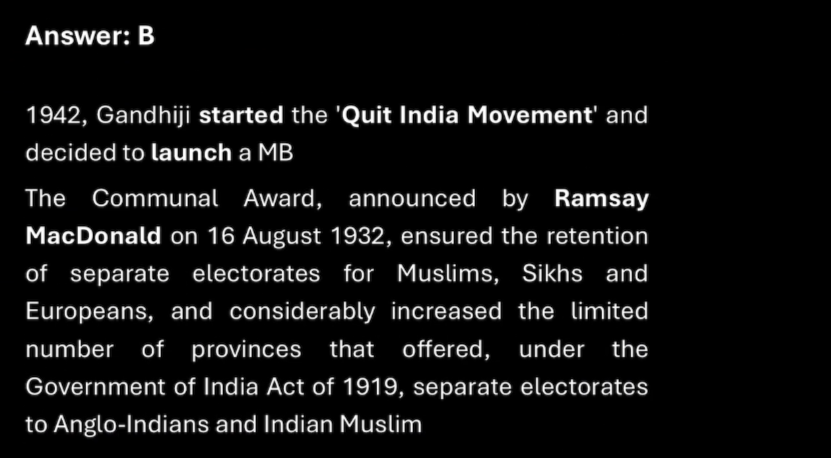 Answer: B
1942, Gandhiji started the 'Quit India Movement' and
decided to launch a MB
The Communal Award, announced by Ramsay
MacDonald on 16 August 1932, ensured the retention
of separate electorates for Muslims, Sikhs and
Europeans, and considerably increased the limited
number of provinces that offered, under the
Government of India Act of 1919, separate electorates
to Anglo-Indians and Indian Muslim